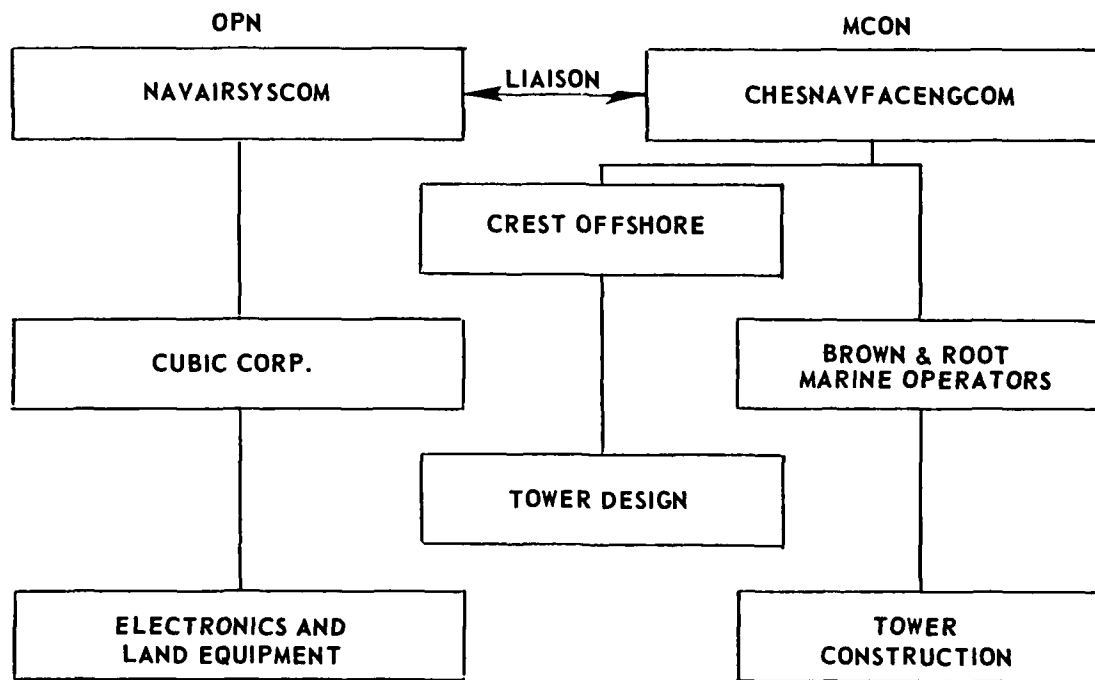 OPN
MCON
NAVAIRSYSCOM
LIAISON
CHESNAVFACENGCOM
CREST OFFSHORE
CUBIC CORP.
BROWN & ROOT
MARINE OPERATORS
TOWER DESIGN
ELECTRONICS AND
LAND EQUIPMENT
TOWER
CONSTRUCTION